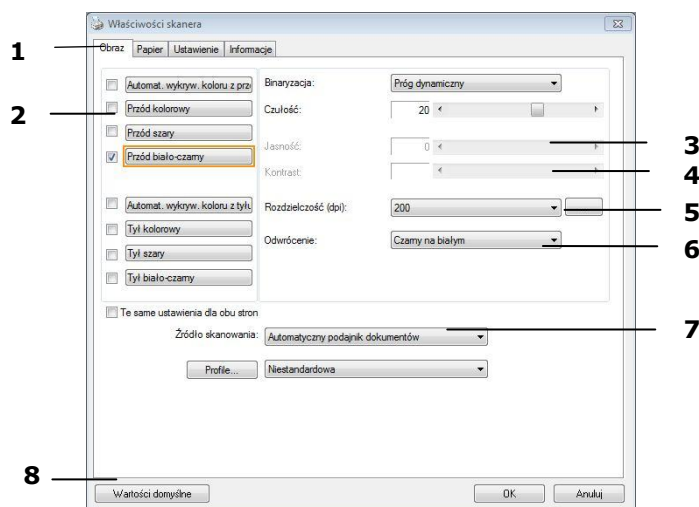 Właściwości skanera
1
Obraz Papier Ustawienie Informacje
Automat. wykryw. koloru z prz
Binaryzacja: Próg dynamiczny
2
Przód kolorowy
Czułość: 20
Przód szary
Jasność: 0
3
Przód biało-czarny
Kontrast:
4
Automat. wykryw. koloru z tyłu
Rozdzielczość (dpi): 200
5
Tył kolorowy
Odwrócenie: Czarny na białym
6
Tył szary
Tył biało-czarny
Te same ustawienia dla obu stron
Źródło skanowania: Automatyczny podajnik dokumentów
7
Profile... Niestandardowa
8
Wartości domyślne OK Anuluj